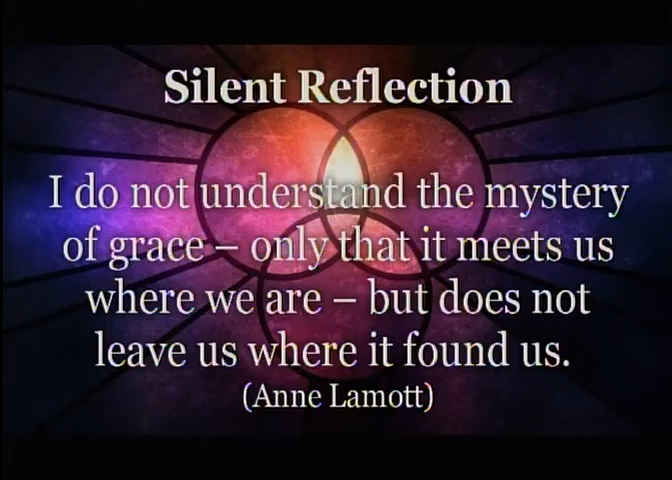 Silent Reflection
I do not understand the mystery
of grace – only that it meets us
where we are – but does not
leave us where it found us.
(Anne Lamott)